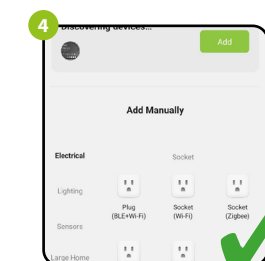 4
Discovering devices...
Add
Add Manually
Electrical
Socket
Lighting
Plug
(BLE+Wi-Fi)
Socket
(Wi-Fi)
Socket
(Zigbee)
Sensors
Large Home